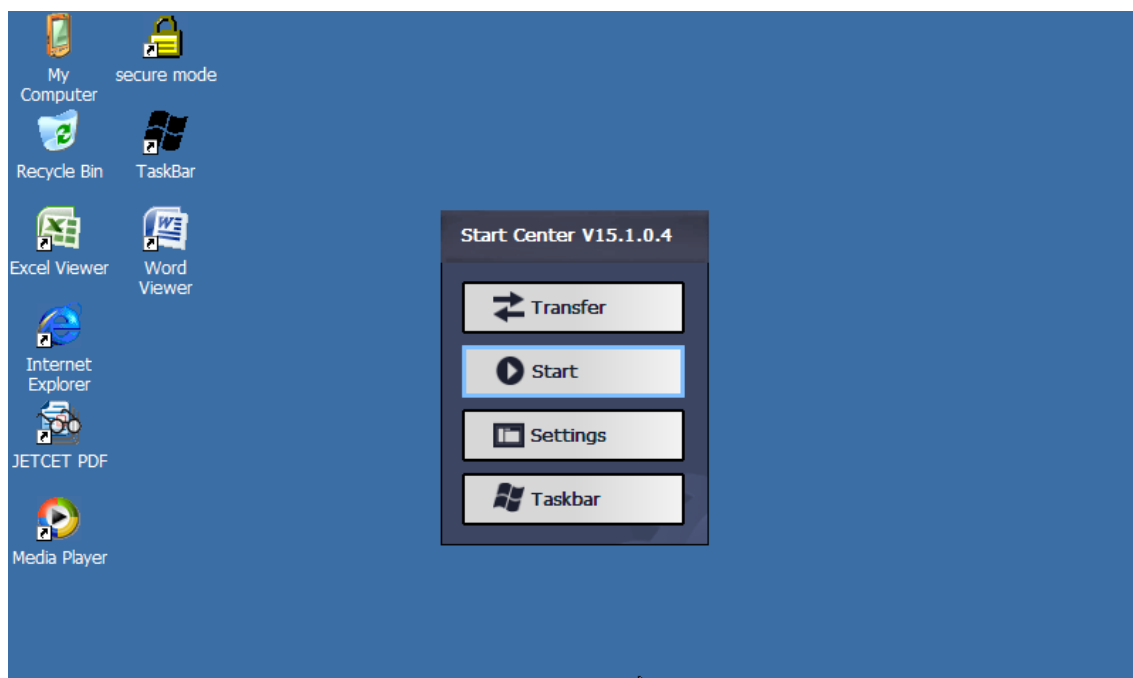 My
Computer
secure mode
Recycle Bin
TaskBar
Excel Viewer
Word
Viewer
Internet
Explorer
JETCET PDF
Media Player
Start Center V15.1.0.4
Transfer
Start
Settings
Taskbar